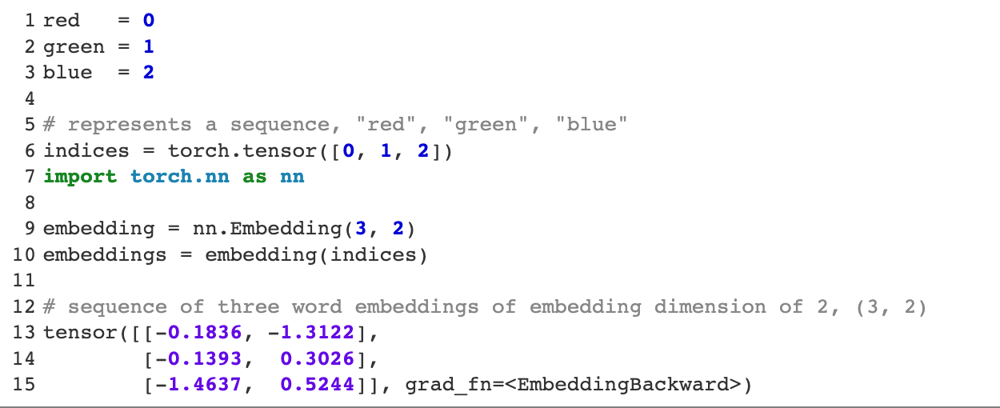 1 red   = 0
2 green = 1
3 blue  = 2
4
5 # represents a sequence, "red", "green", "blue"
6 indices = torch.tensor([0, 1, 2])
7 import torch.nn as nn
8
9 embedding = nn.Embedding(3, 2)
10 embeddings = embedding(indices)
11
12 # sequence of three word embeddings of embedding dimension of 2, (3, 2)
13 tensor([[-0.1836, -1.3122],
14         [-0.1393,  0.3026],
15         [-1.4637,  0.5244]], grad_fn=<EmbeddingBackward>)